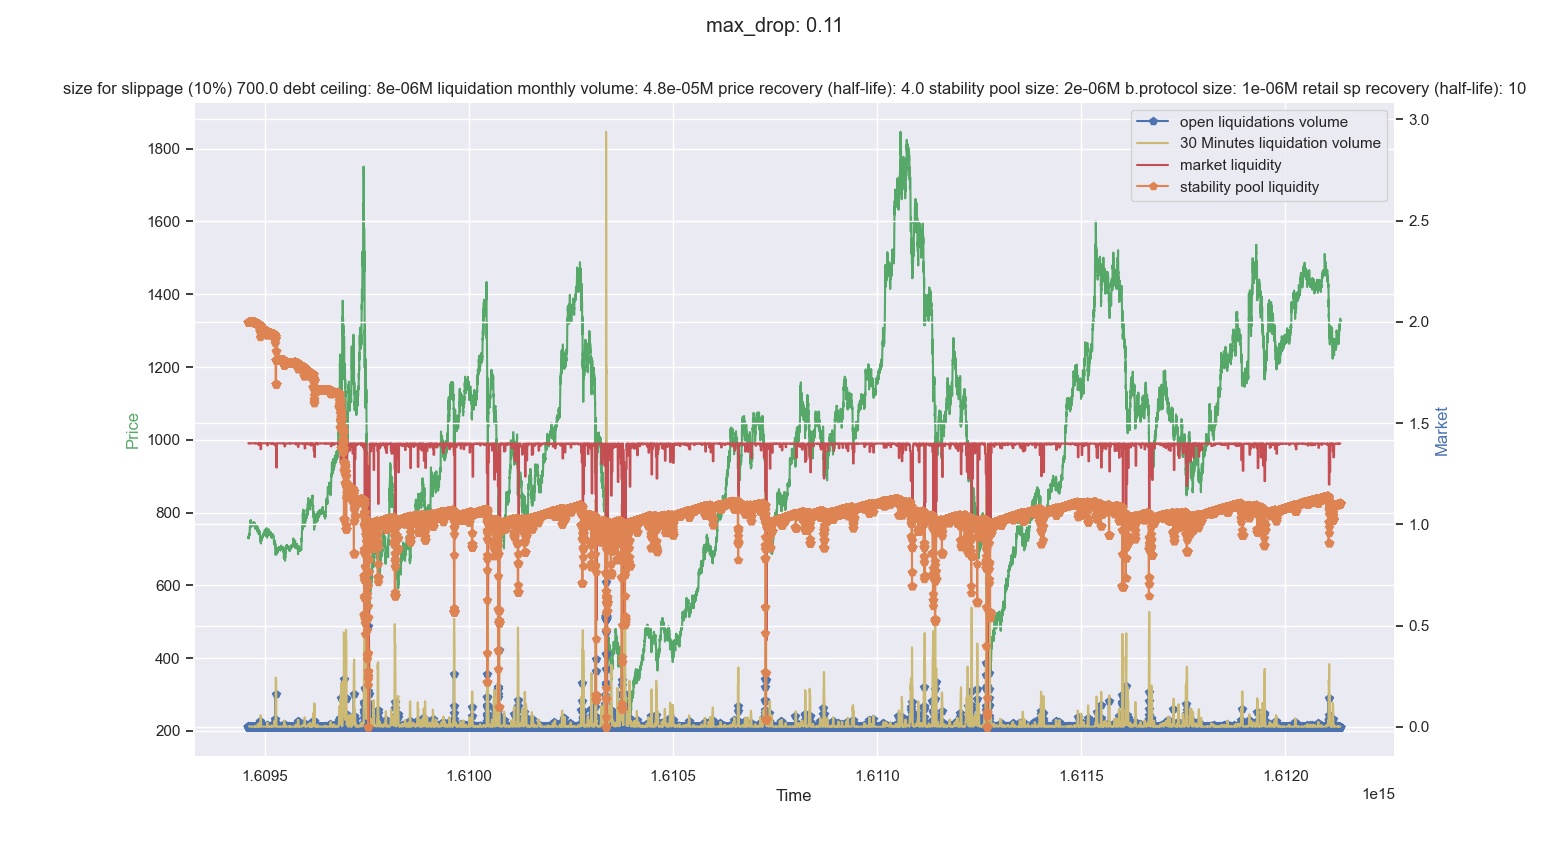 max_drop: 0.11
size for slippage (10%) 700.0 debt ceiling: 8e-06M liquidation monthly volume: 4.8e-05M price recovery (half-life): 4.0 stability pool size: 2e-06M b.protocol size: 1e-06M retail sp recovery (half-life): 10
open liquidations volume
30 Minutes liquidation volume
market liquidity
stability pool liquidity
1800
1600
1400
1200
1000
800
600
400
200
Price
3.0
2.5
2.0
1.5
1.0
0.5
0.0
Market
1.6095
1.6100
1.6105
1.6110
1.6115
1.6120
Time
1e15